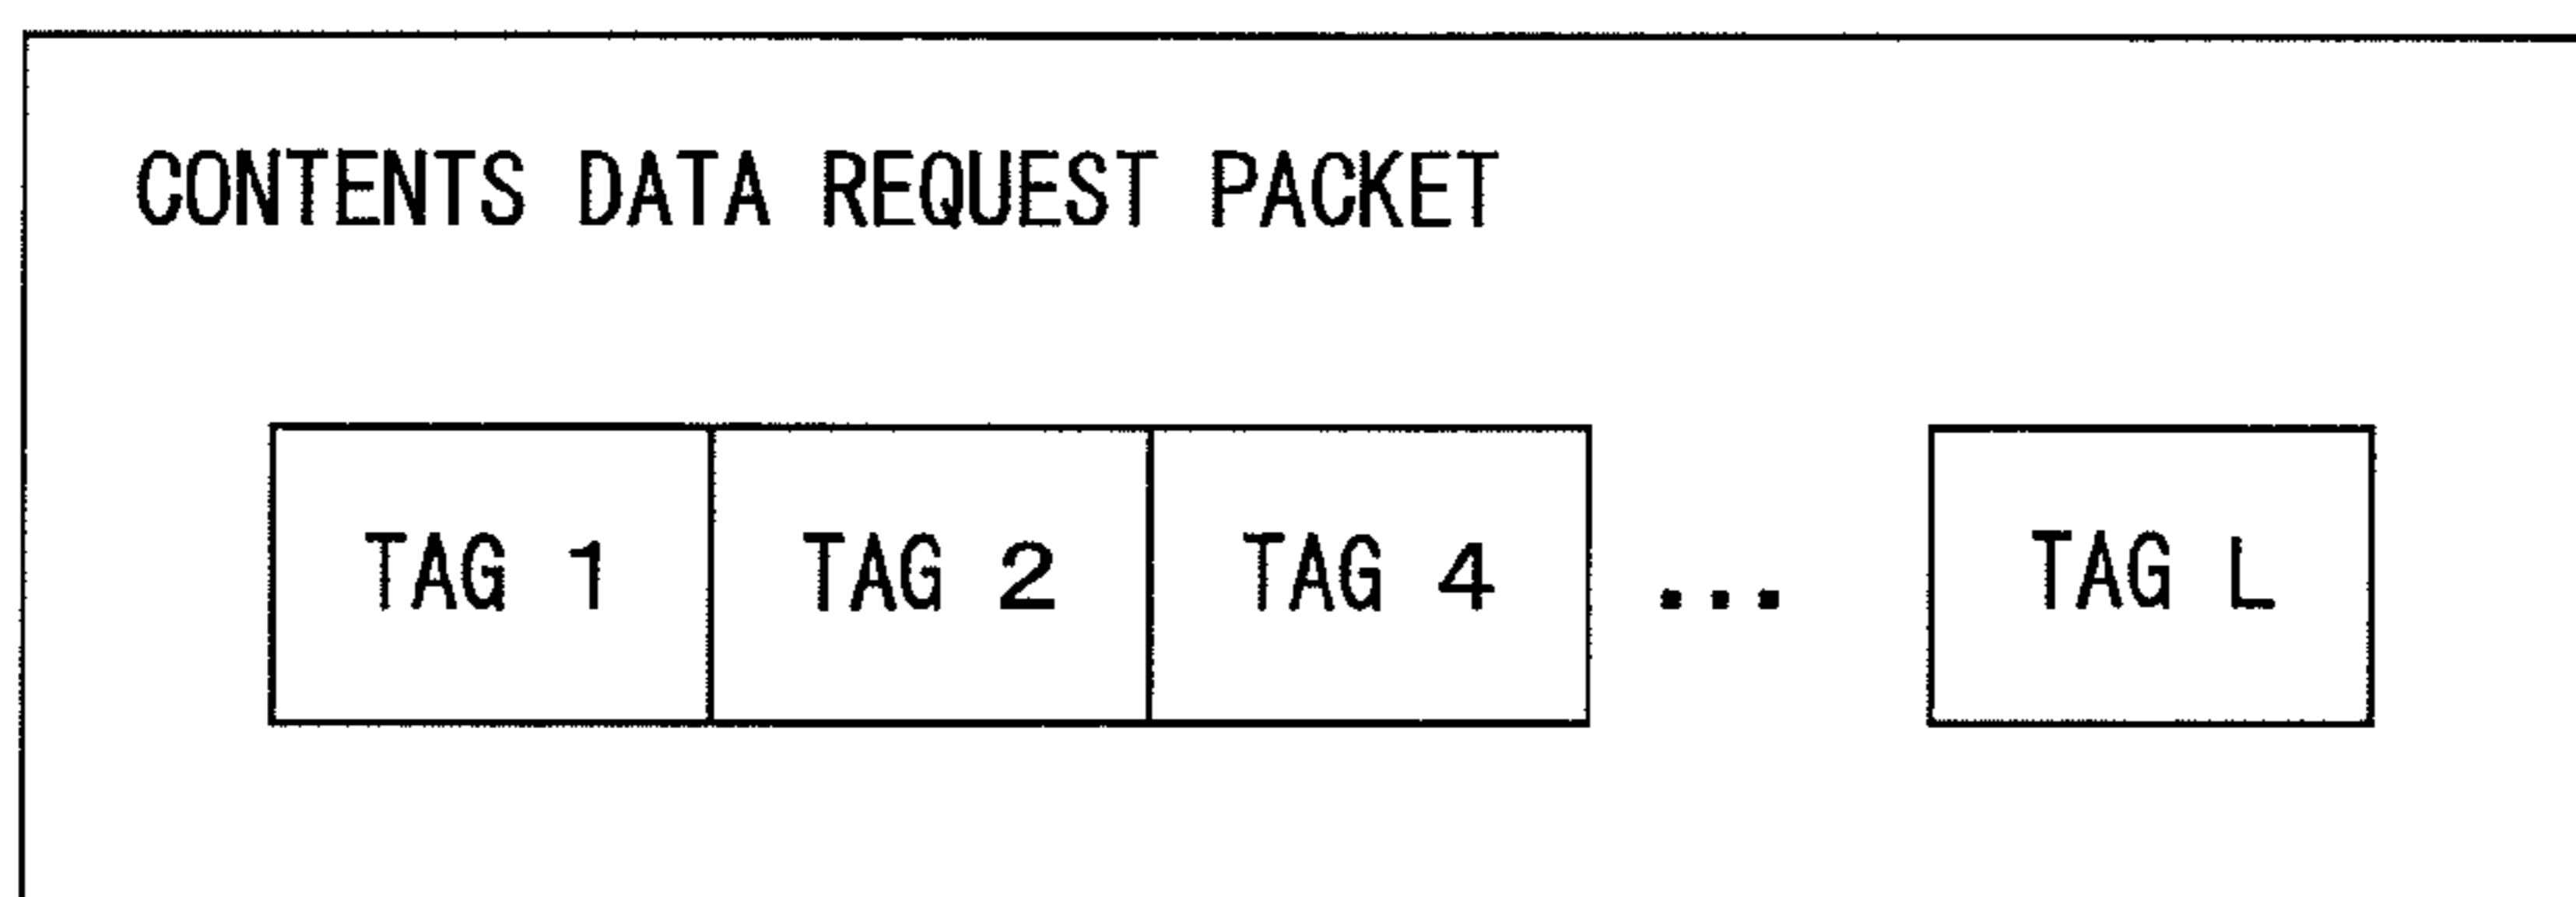 CONTENTS DATA REQUEST PACKET
TAG 1 TAG 2 TAG 4 ... TAG L